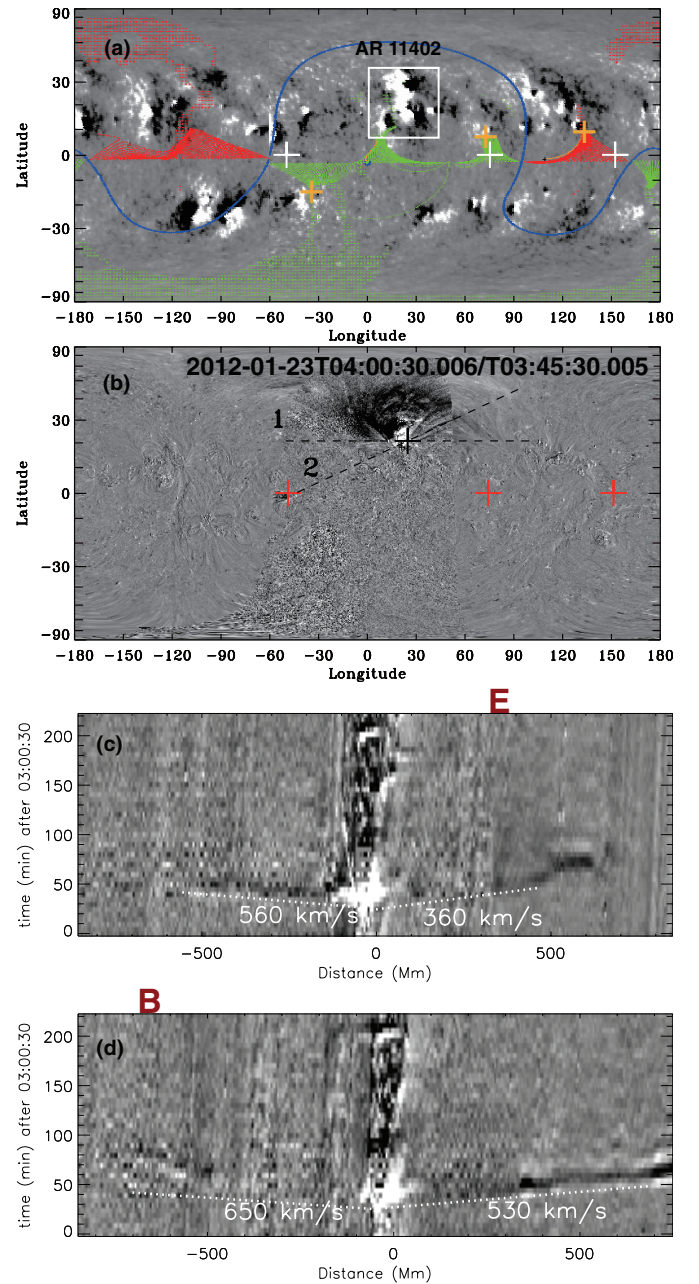 90
30
0
−30
−90
Latitude
(a)
AR 11402
−180 −150 −120 −90 −60 −30 0 30 60 90 120 150 180
Longitude
90
30
0
−30
−90
Latitude
(b)
2012-01-23T04:00:30.006/T03:45:30.005
1
2
−180 −150 −120 −90 −60 −30 0 30 60 90 120 150 180
Longitude
E
200
150
100
50
0
time (min) after 03:00:30
(c)
560 km/s
360 km/s
−500 0 500
Distance (Mm)
B
200
150
100
50
0
time (min) after 03:00:30
(d)
650 km/s
530 km/s
−500 0 500
Distance (Mm)